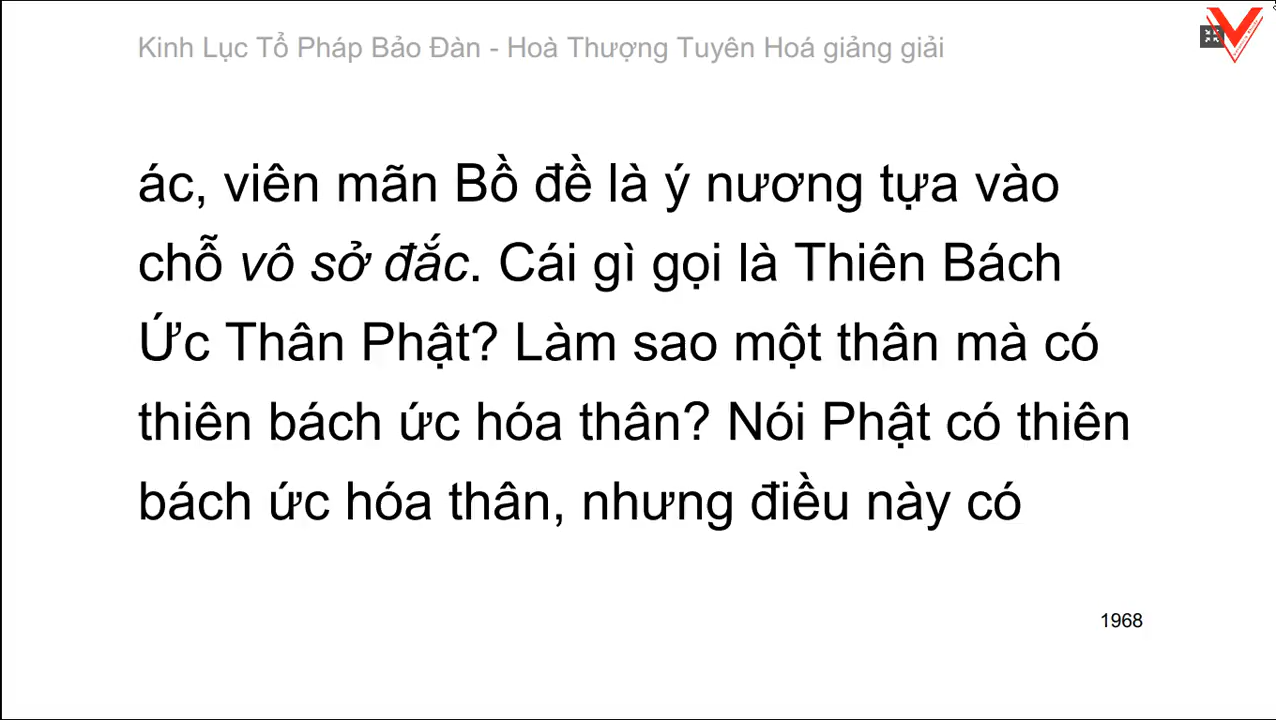 Kinh Lục Tổ Pháp Bảo Đàn - Hoà Thượng Tuyên Hoá giảng giải
ác, viên mãn Bồ đề là ý nương tựa vào
chỗ vô sở đắc. Cái gì gọi là Thiên Bách
Ức Thân Phật? Làm sao một thân mà có
thiên bách ức hóa thân? Nói Phật có thiên
bách ức hóa thân, nhưng điều này có
1968